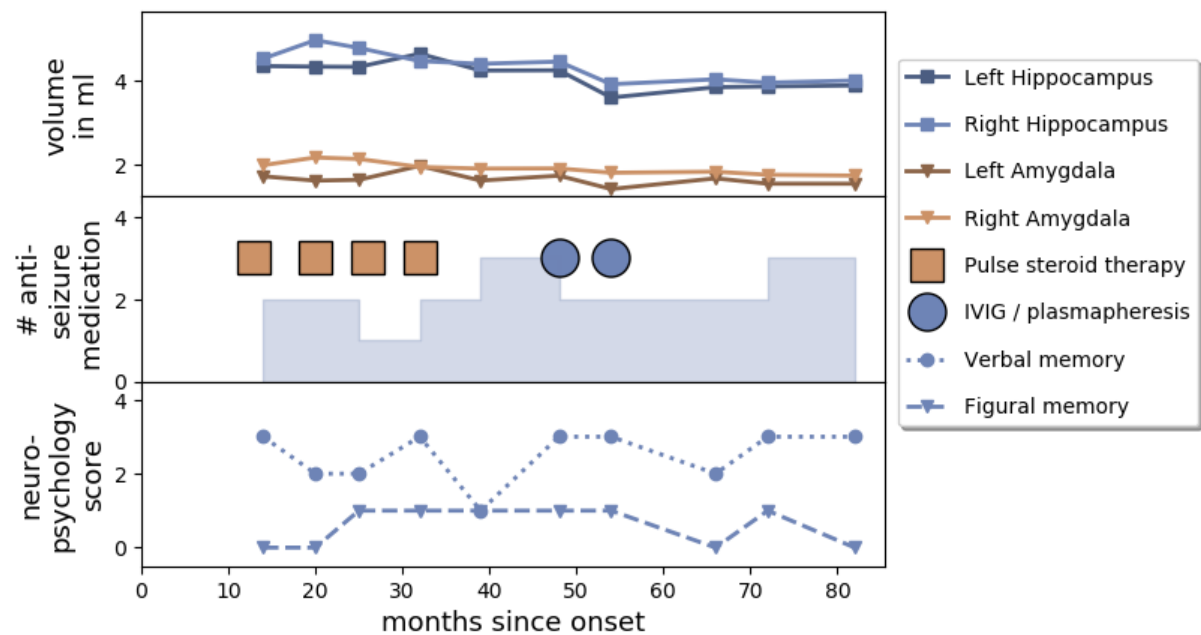 volume
in ml
4
2
# anti-
seizure
medication
4
2
0
neuro-
psychology
score
4
2
0
0 10 20 30 40 50 60 70 80
months since onset
Left Hippocampus
Right Hippocampus
Left Amygdala
Right Amygdala
Pulse steroid therapy
IVIG / plasmapheresis
Verbal memory
Figural memory